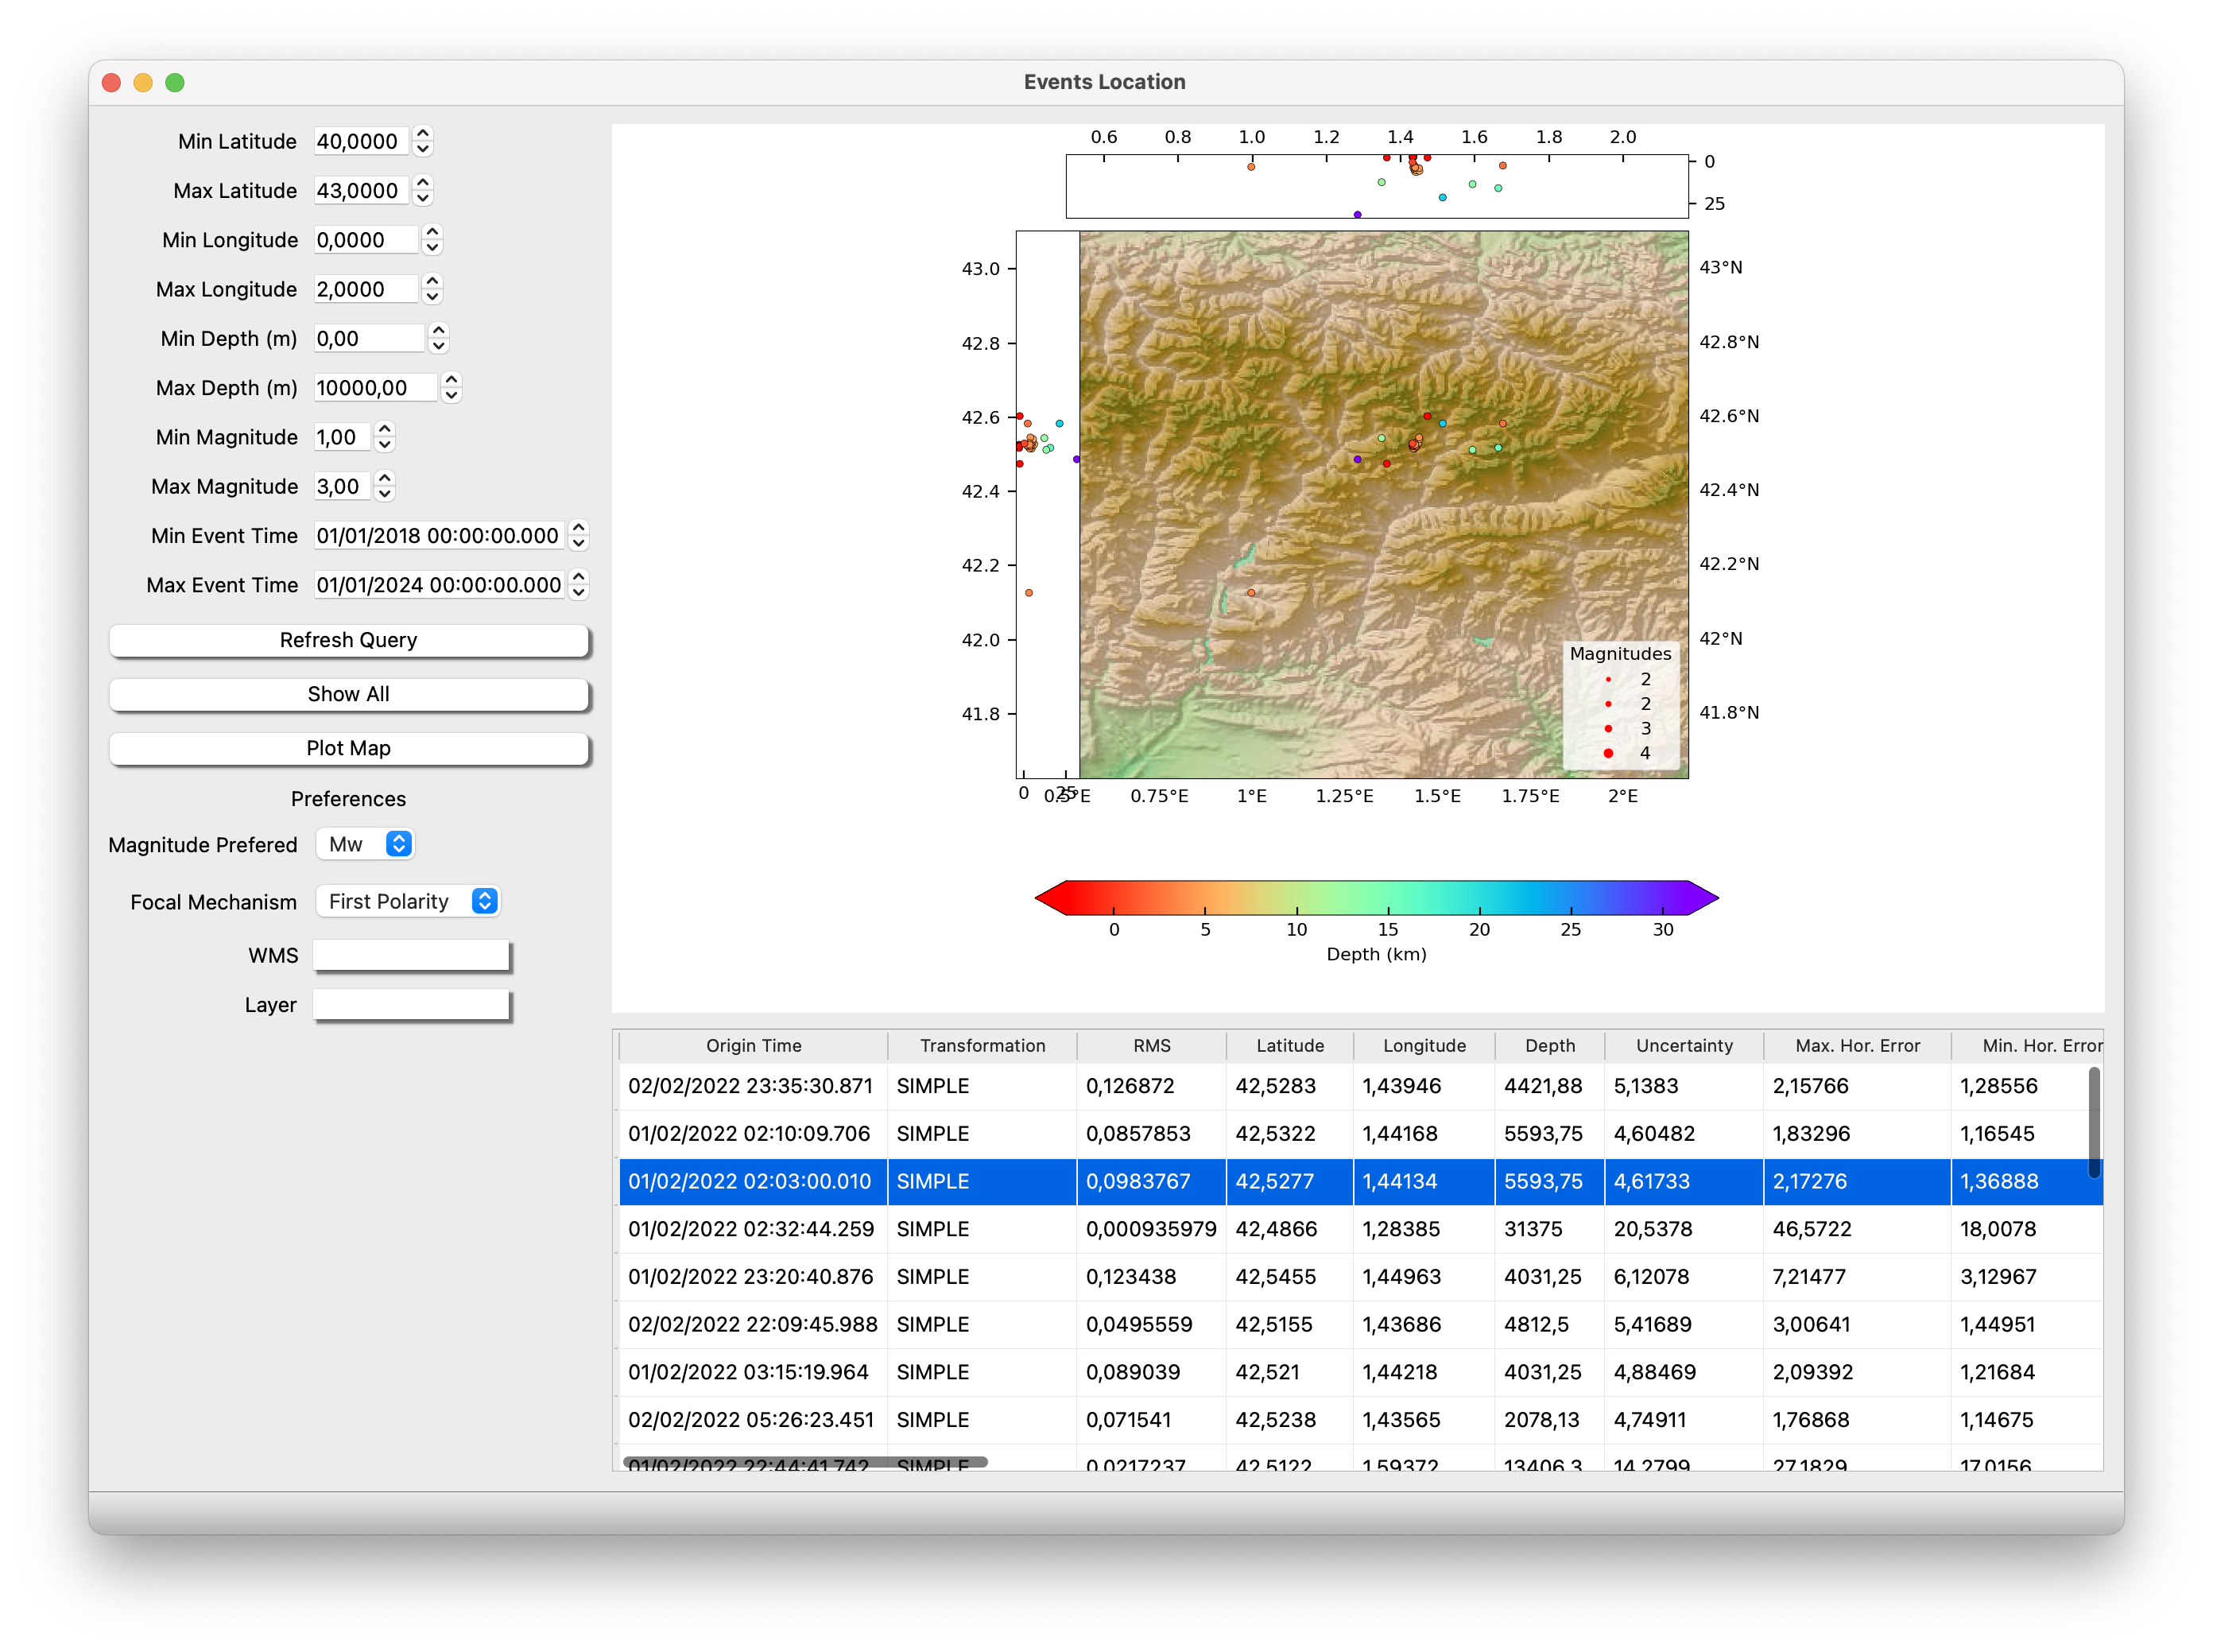 Events Location
Min Latitude 40,0000
Max Latitude 43,0000
Min Longitude 0,0000
Max Longitude 2,0000
Min Depth (m) 0,00
Max Depth (m) 10000,00
Min Magnitude 1,00
Max Magnitude 3,00
Min Event Time 01/01/2018 00:00:00.000
Max Event Time 01/01/2024 00:00:00.000
Refresh Query
Show All
Plot Map
Preferences
Magnitude Prefered Mw
Focal Mechanism First Polarity
WMS
Layer
0.6 0.8 1.0 1.2 1.4 1.6 1.8 2.0
0
25
43.0 43°N
42.8 42.8°N
42.6 42.6°N
42.4 42.4°N
42.2 42.2°N
42.0 42°N
41.8 41.8°N
Magnitudes
2
2
3
4
0 25 0.5°E 0.75°E 1°E 1.25°E 1.5°E 1.75°E 2°E
0 5 10 15 20 25 30
Depth (km)
Origin Time Transformation RMS Latitude Longitude Depth Uncertainty Max. Hor. Error Min. Hor. Error
02/02/2022 23:35:30.871 SIMPLE 0,126872 42,5283 1,43946 4421,88 5,1383 2,15766 1,28556
01/02/2022 02:10:09.706 SIMPLE 0,0857853 42,5322 1,44168 5593,75 4,60482 1,83296 1,16545
01/02/2022 02:03:00.010 SIMPLE 0,0983767 42,5277 1,44134 5593,75 4,61733 2,17276 1,36888
01/02/2022 02:32:44.259 SIMPLE 0,000935979 42,4866 1,28385 31375 20,5378 46,5722 18,0078
01/02/2022 23:20:40.876 SIMPLE 0,123438 42,5455 1,44963 4031,25 6,12078 7,21477 3,12967
02/02/2022 22:09:45.988 SIMPLE 0,0495559 42,5155 1,43686 4812,5 5,41689 3,00641 1,44951
01/02/2022 03:15:19.964 SIMPLE 0,089039 42,521 1,44218 4031,25 4,88469 2,09392 1,21684
02/02/2022 05:26:23.451 SIMPLE 0,071541 42,5238 1,43565 2078,13 4,74911 1,76868 1,14675
01/02/2022 22:44:41.742 SIMPLE 0,0217237 42,5122 1,59372 13406,3 14,2799 27,1829 17,0156